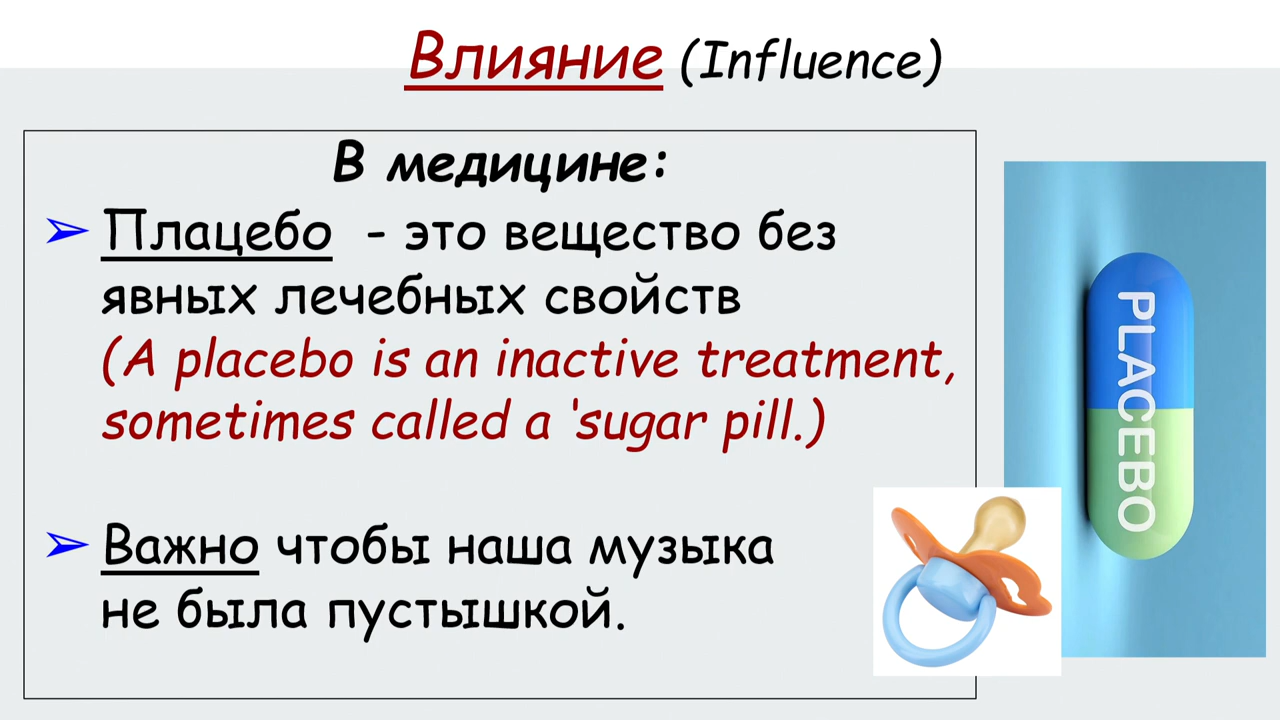 Влияние (Influence)
В медицине:
➢ Плацебо - это вещество без
явных лечебных свойств
(A placebo is an inactive treatment,
sometimes called a 'sugar pill.)
➢ Важно чтобы наша музыка
не была пустышкой.
PLACEBO